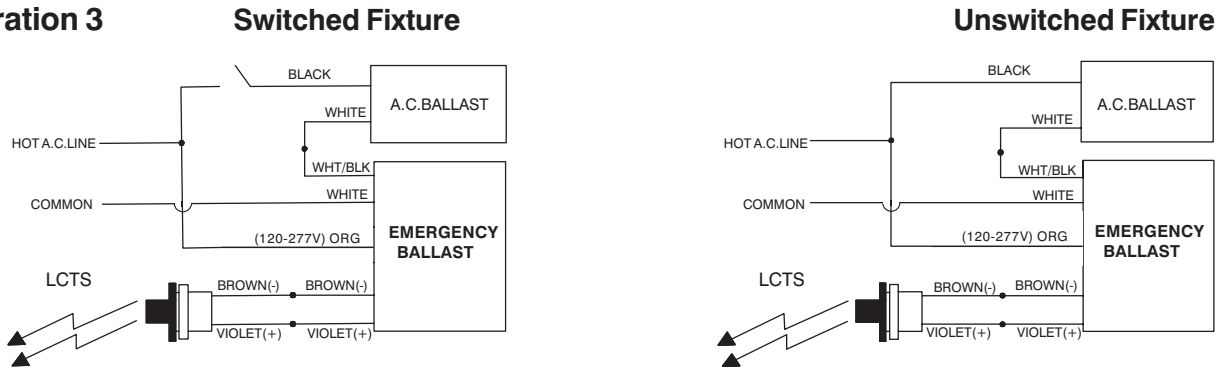 ration 3
Switched Fixture
BLACK
A.C.BALLAST
WHITE
HOT A.C.LINE
WHT/BLK
WHITE
COMMON
EMERGENCY
BALLAST
(120-277V) ORG
LCTS
BROWN(-)
BROWN(-)
VIOLET(+)
VIOLET(+)
Unswitched Fixture
BLACK
A.C.BALLAST
WHITE
HOT A.C.LINE
WHT/BLK
WHITE
COMMON
EMERGENCY
BALLAST
(120-277V) ORG
LCTS
BROWN(-)
BROWN(-)
VIOLET(+)
VIOLET(+)